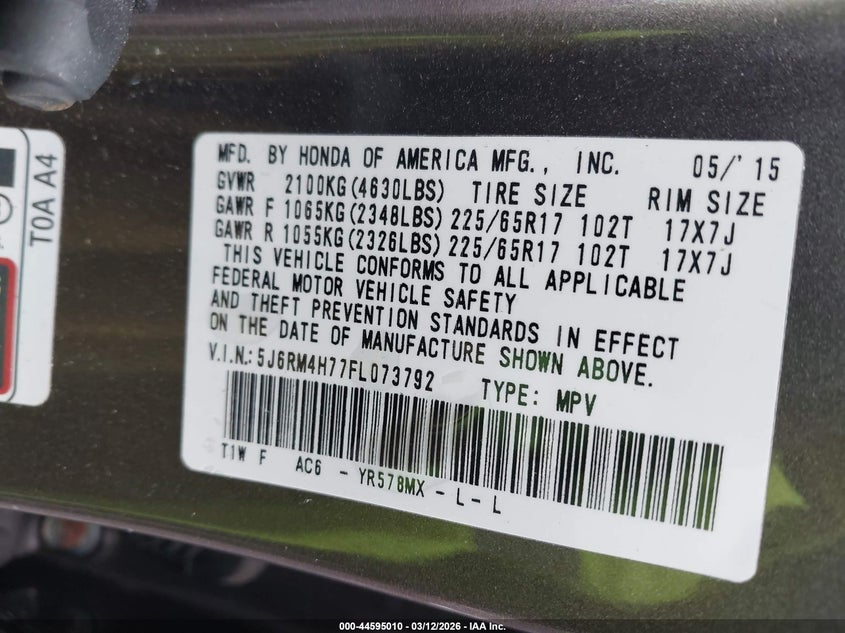 T0A A4
MFD. BY HONDA OF AMERICA MFG., INC. 05/'15
GVWR 2100KG(4630LBS) TIRE SIZE RIM SIZE
GAWR F 1065KG(2348LBS) 225/65R17 102T 17X7J
GAWR R 1055KG(2326LBS) 225/65R17 102T 17X7J
THIS VEHICLE CONFORMS TO ALL APPLICABLE
FEDERAL MOTOR VEHICLE SAFETY
AND THEFT PREVENTION STANDARDS IN EFFECT
ON THE DATE OF MANUFACTURE SHOWN ABOVE.
V.I.N.:5J6RM4H77FL073792 TYPE: MPV
T1W F AC6 - YR578MX - L- L
000-44595010 - 03/12/2026 - IAA Inc.